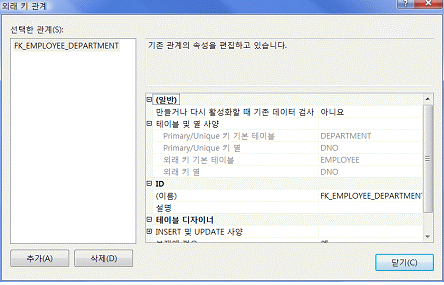 외래 키 관계
선택한 관계(S):
FK_EMPLOYEE_DEPARTMENT
기존 관계의 속성을 편집하고 있습니다.
(일반)
만들거나 다시 활성화할 때 기존 데이터 검사 아니요
테이블 및 열 사양
Primary/Unique 키 기본 테이블 DEPARTMENT
Primary/Unique 키 열 DNO
외래 키 기본 테이블 EMPLOYEE
외래 키 열 DNO
ID
(이름) FK_EMPLOYEE_DEPARTMENT
설명
테이블 디자이너
INSERT 및 UPDATE 사양
추가(A) 삭제(D)
닫기(C)